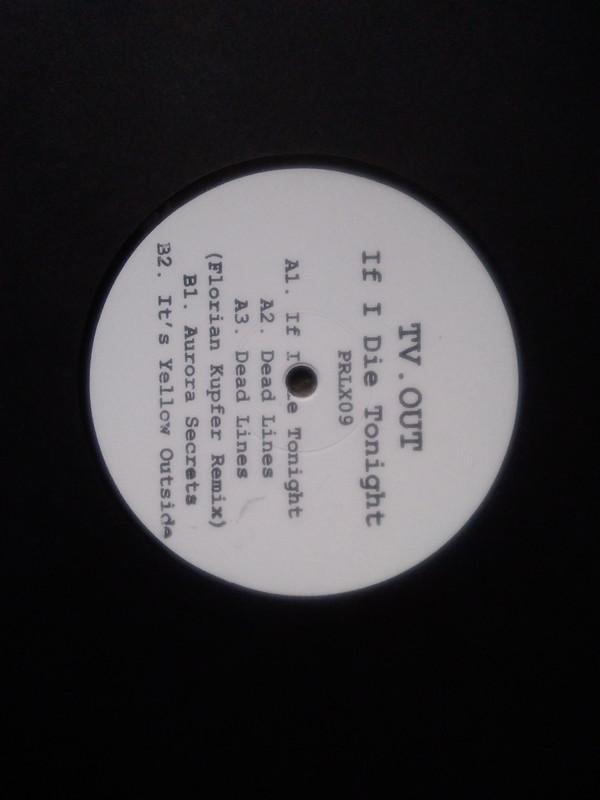 TV.OUT
If I Die Tonight
PRLX09
A1. If I ie Tonight
A2. Dead Lines
A3. Dead Lines
(Florian Kupfer Remix)
B1. Aurora Secrets
B2. It's Yellow Outside